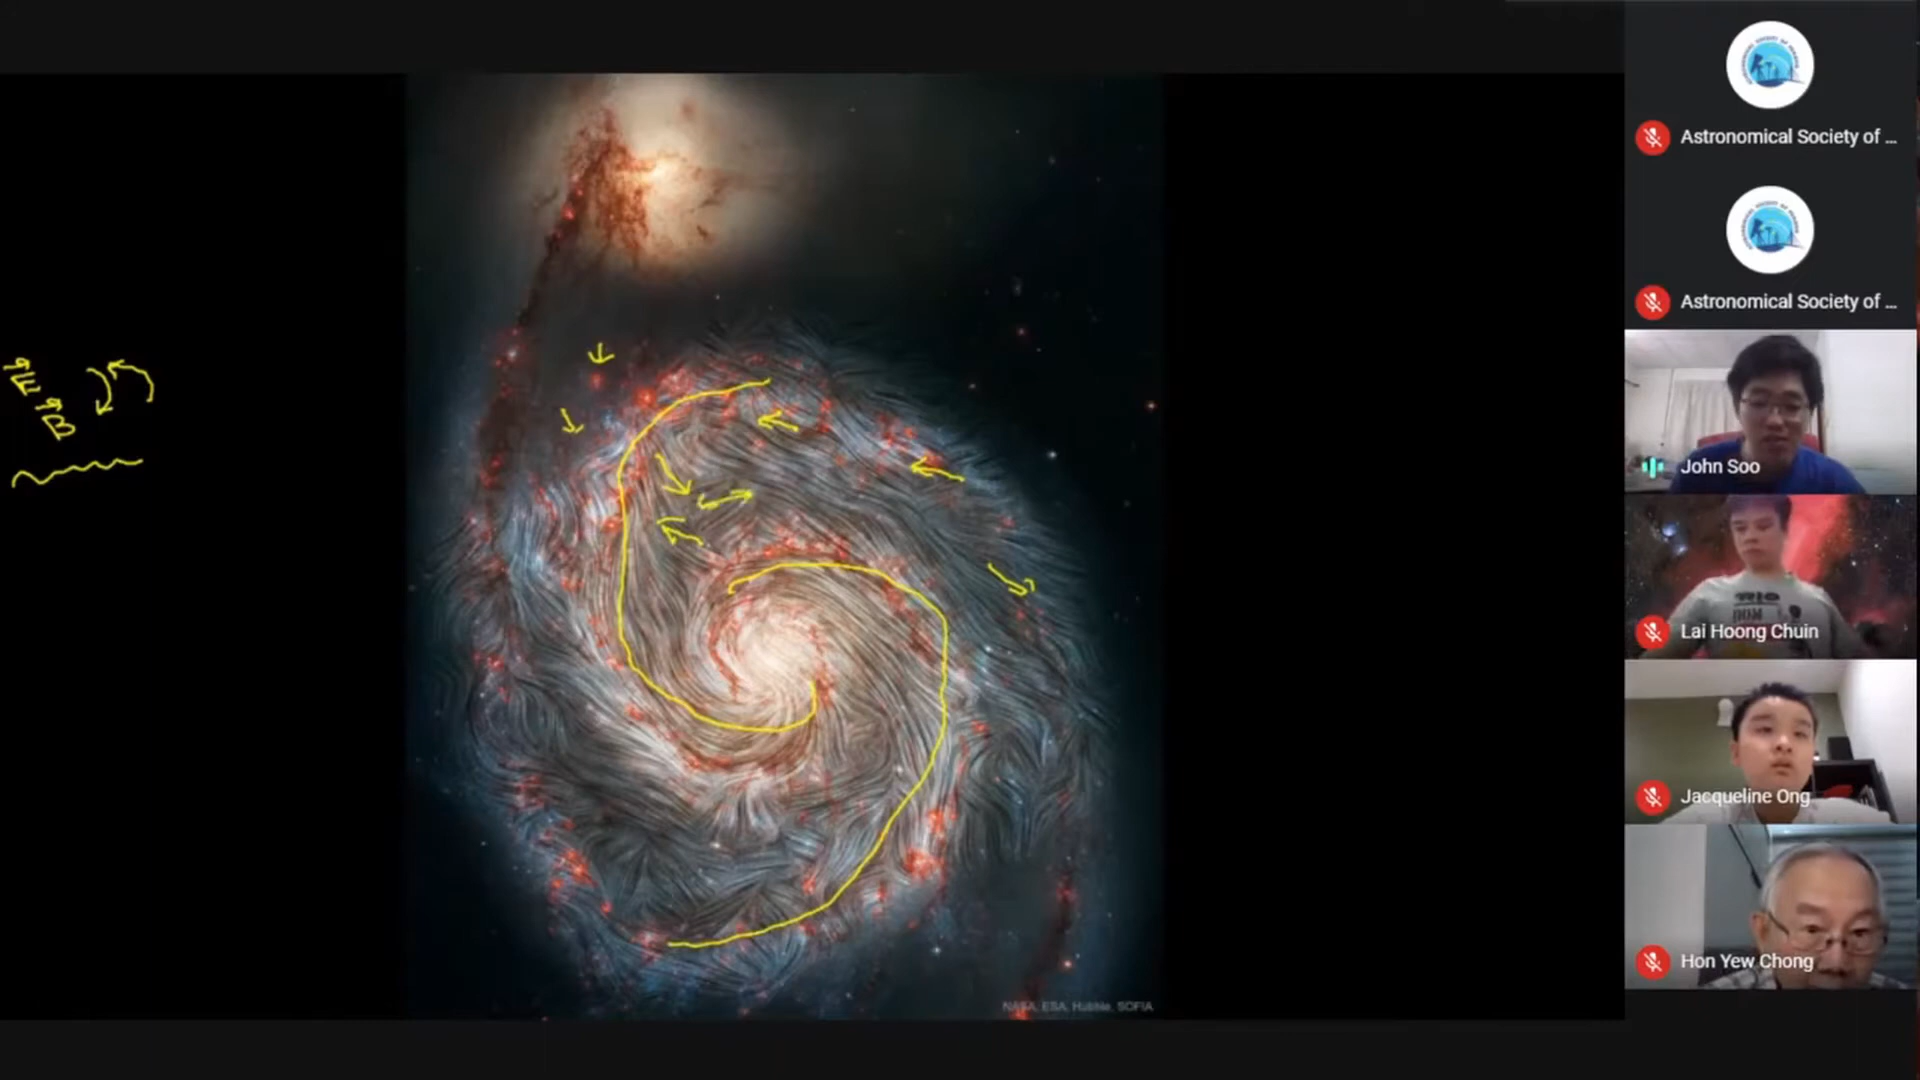 E
B
NASA, ESA, Hubble, SOFIA
Astronomical Society of ...
Astronomical Society of ...
John Soo
Lai Hoong Chuin
Jacqueline Ong
Hon Yew Chong